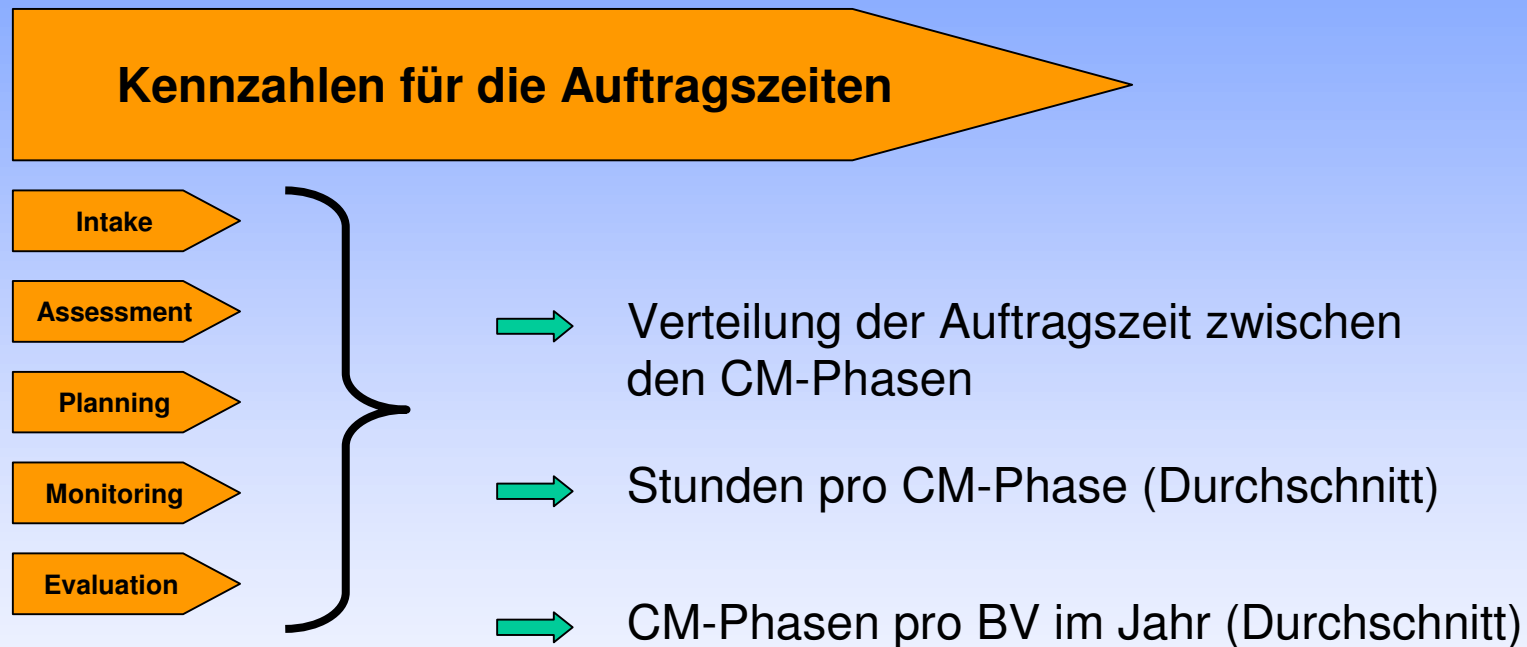 Kennzahlen für die Auftragszeiten
Intake
Assessment
Planning
Monitoring
Evaluation
Verteilung der Auftragszeit zwischen
den CM-Phasen
Stunden pro CM-Phase (Durchschnitt)
CM-Phasen pro BV im Jahr (Durchschnitt)